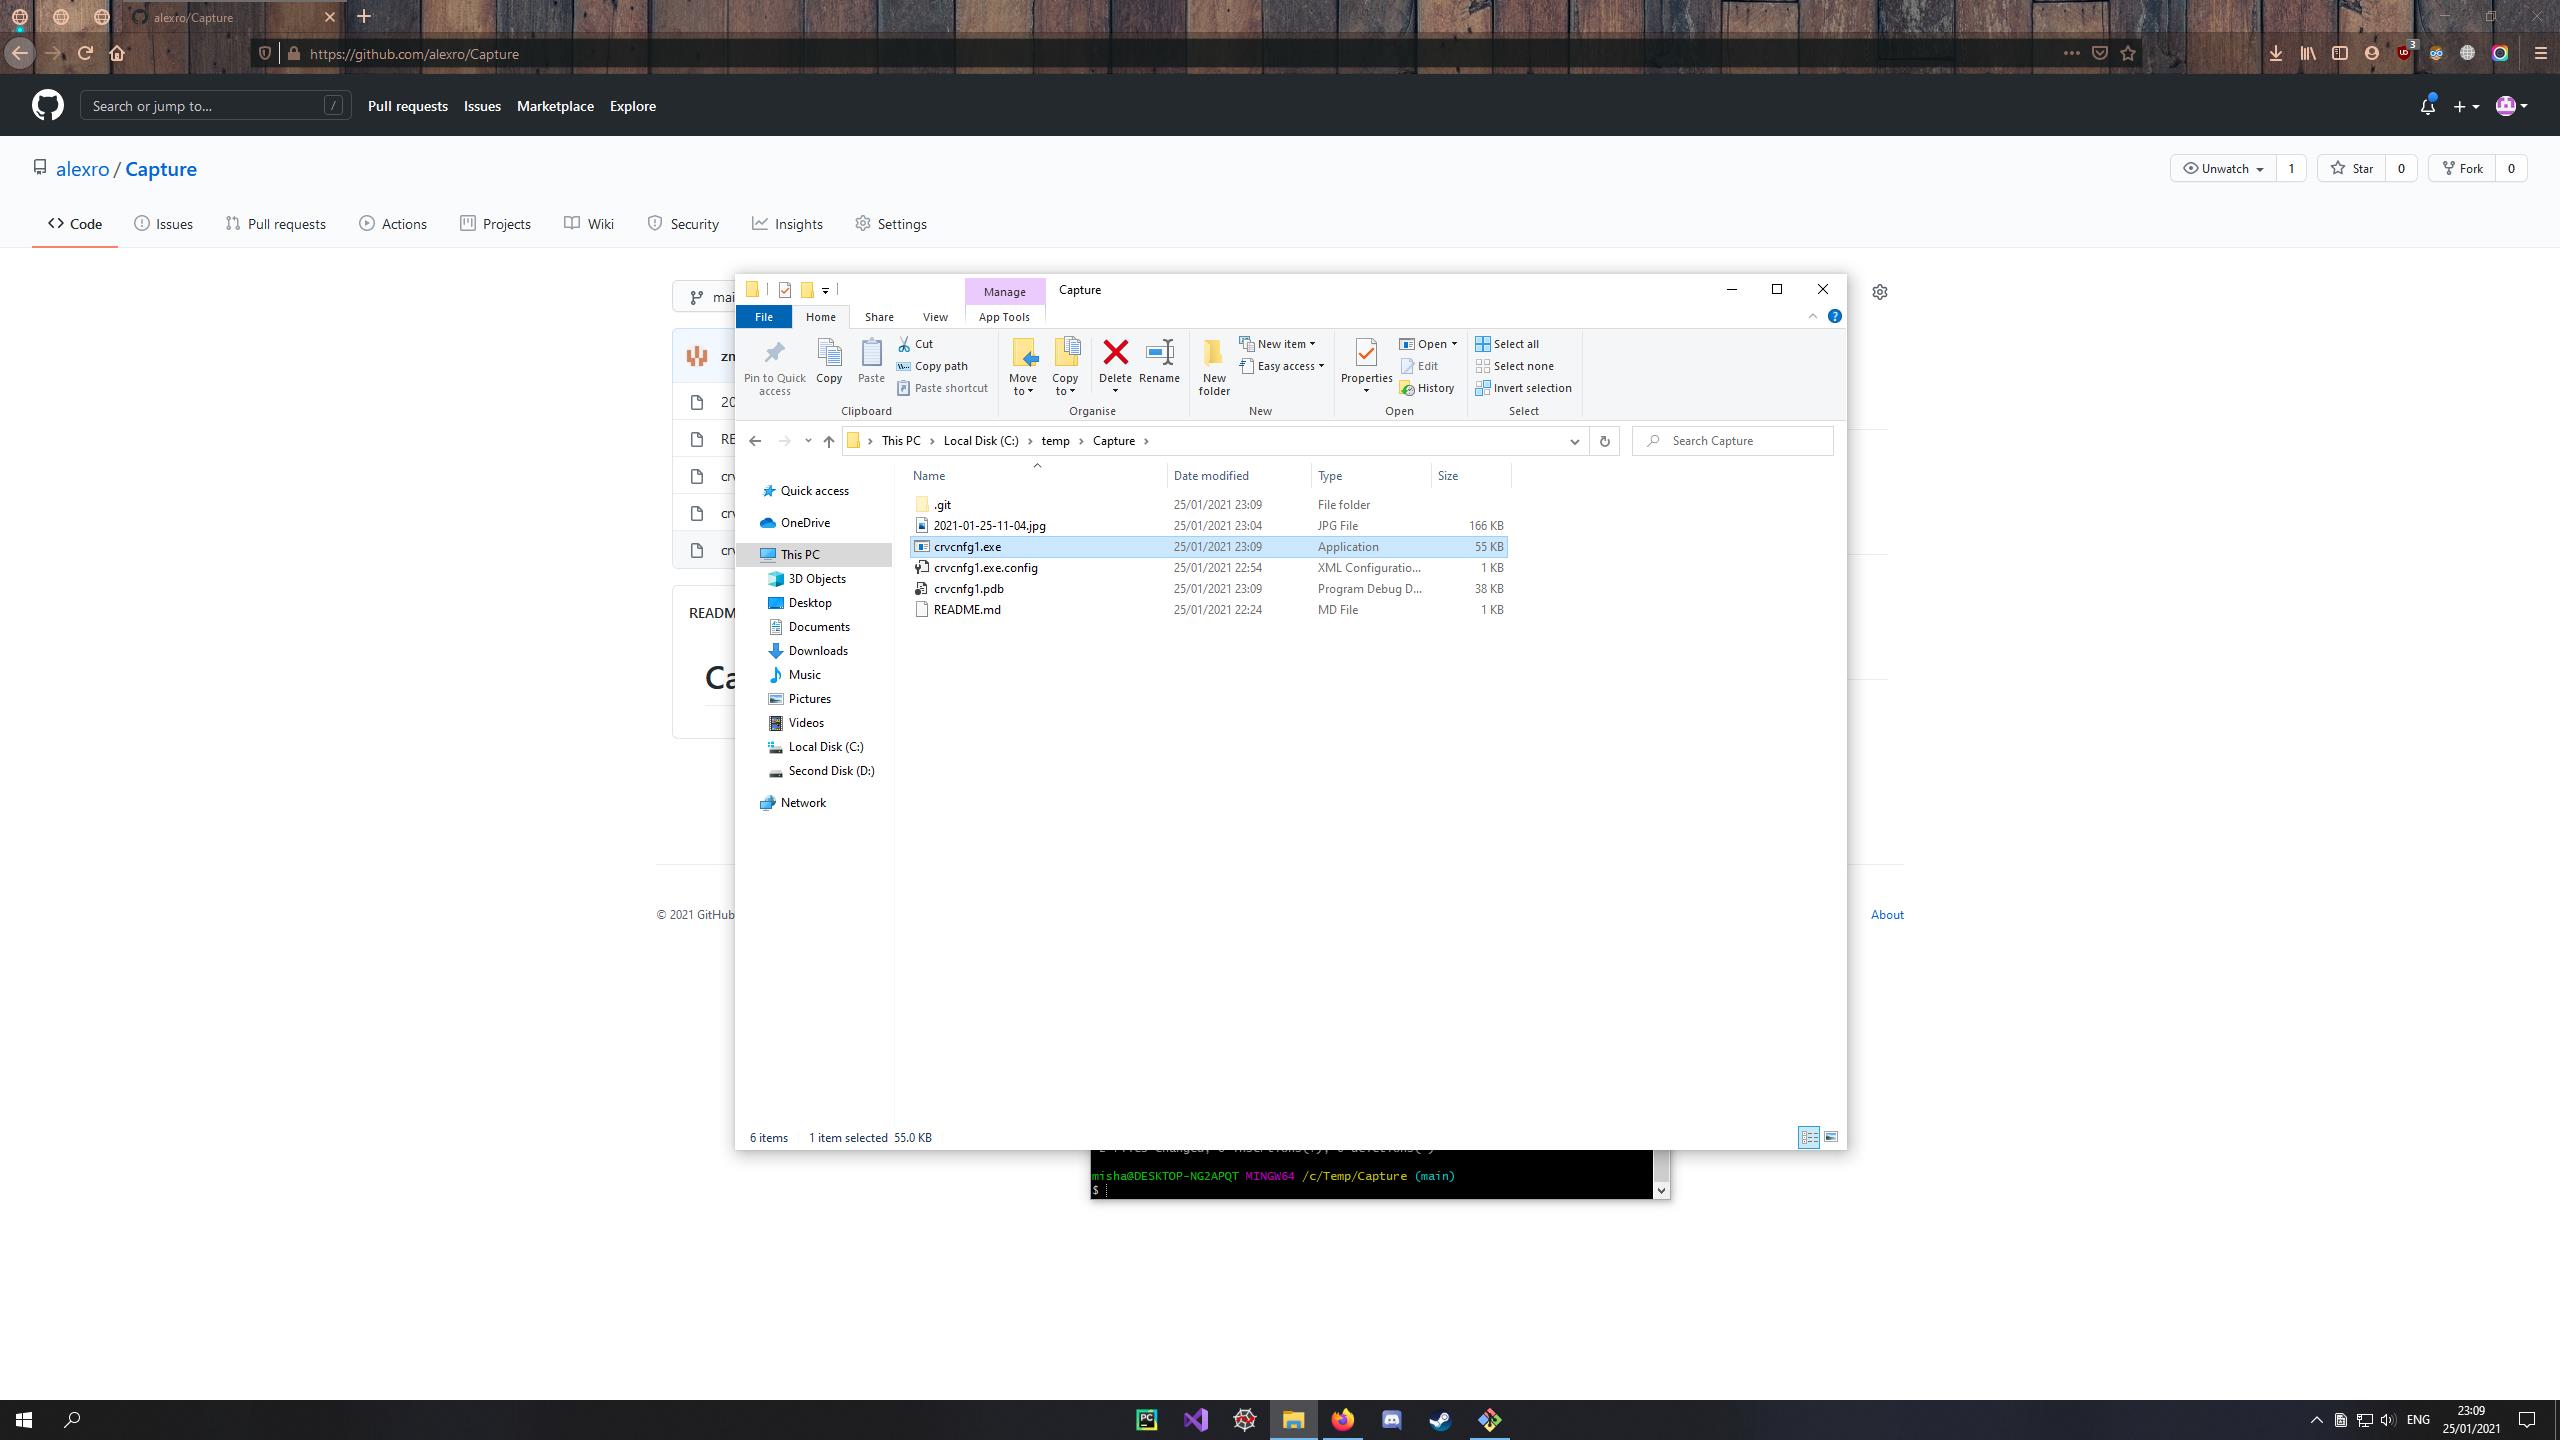 alexro/Capture
https://github.com/alexro/Capture
3
Search or jump to...
/
Pull requests
Issues
Marketplace
Explore
alexro / Capture
Unwatch
1
Star
0
Fork
0
Code
Issues
Pull requests
Actions
Projects
Wiki
Security
Insights
Settings
mai
Manage
Capture
File
Home
Share
View
App Tools
Pin to Quick access
Copy
Paste
Cut
Copy path
Paste shortcut
Move to
Copy to
Delete
Rename
New folder
New item
Easy access
Properties
Open
Edit
History
Select all
Select none
Invert selection
Clipboard
Organise
New
Open
Select
zm
20
RE
crv
crv
crv
README
Ca
This PC
Local Disk (C:)
temp
Capture
Search Capture
Name
Date modified
Type
Size
.git 25/01/2021 23:09 File folder
2021-01-25-11-04.jpg 25/01/2021 23:04 JPG File 166 KB
crvcnfg1.exe 25/01/2021 23:09 Application 55 KB
crvcnfg1.exe.config 25/01/2021 22:54 XML Configuratio... 1 KB
crvcnfg1.pdb 25/01/2021 23:09 Program Debug D... 38 KB
README.md 25/01/2021 22:24 MD File 1 KB
Quick access
OneDrive
This PC
3D Objects
Desktop
Documents
Downloads
Music
Pictures
Videos
Local Disk (C:)
Second Disk (D:)
Network
6 items
1 item selected 55.0 KB
© 2021 GitHub
About
misha@DESKTOP-NG2APQT MINGW64 /c/Temp/Capture (main)
$
PC
ENG
23:09
25/01/2021